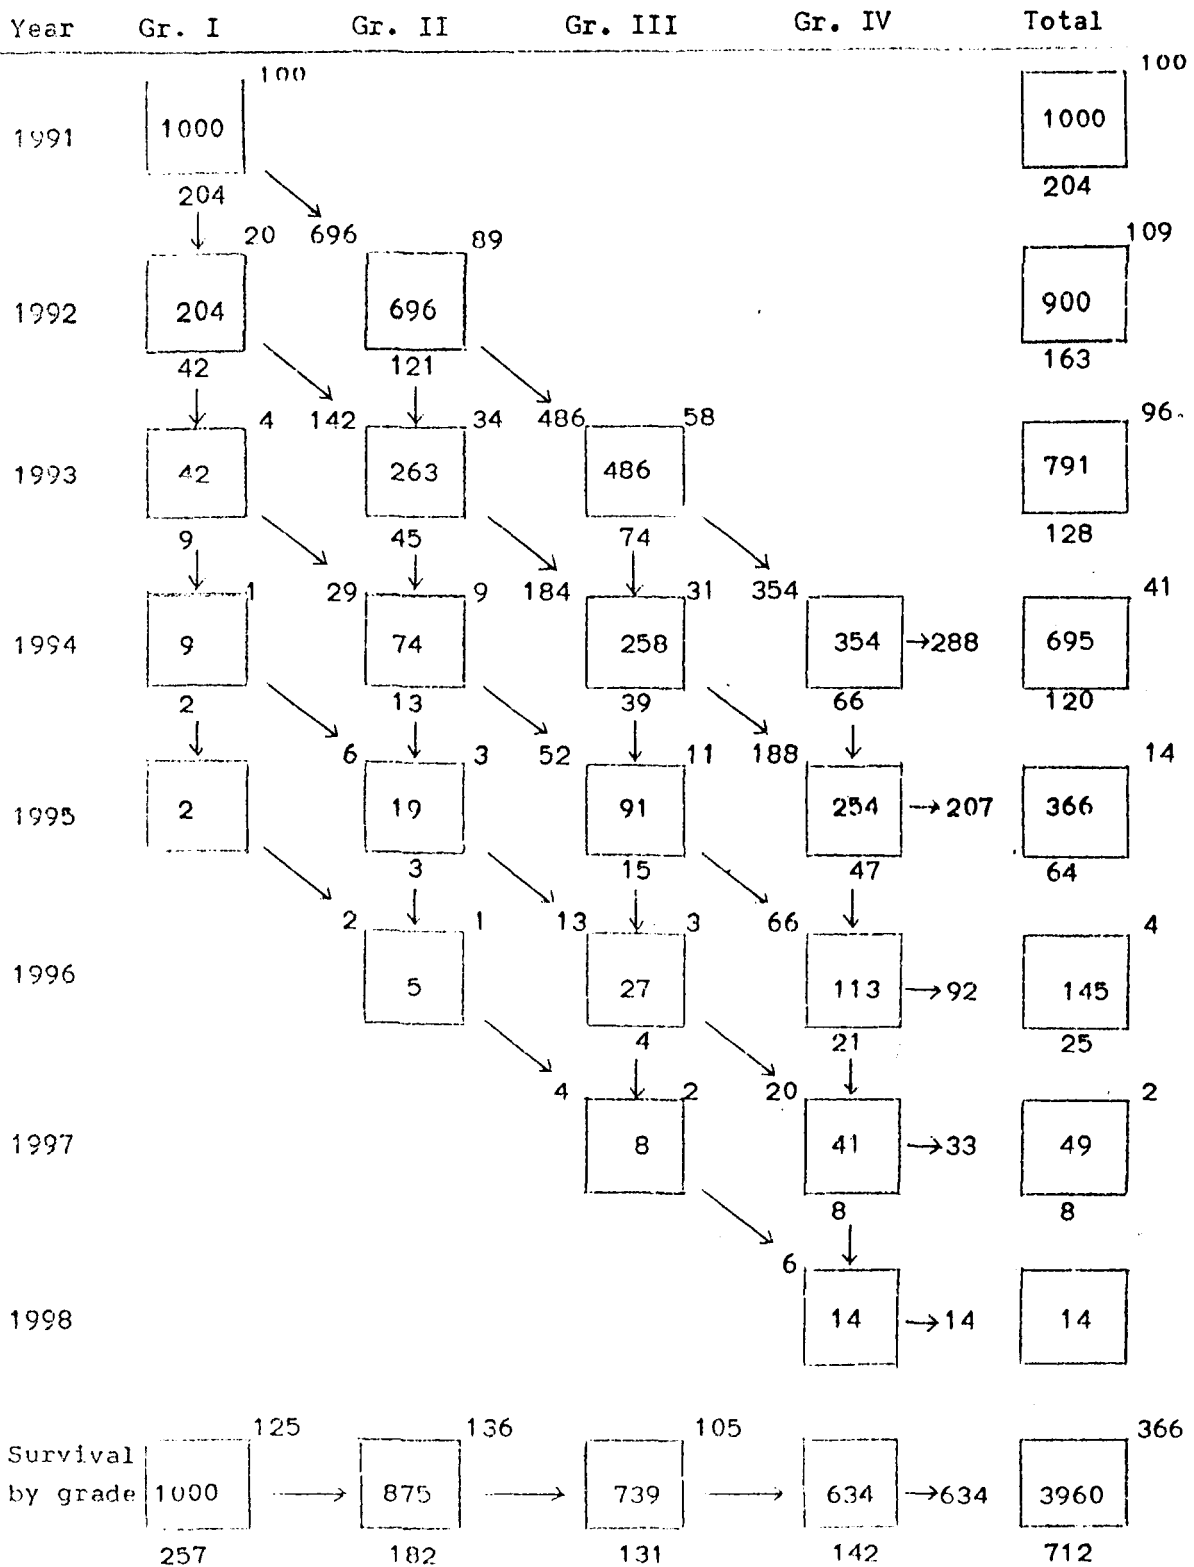 Year Gr. I Gr. II Gr. III Gr. IV Total
100 100
1991 1000 1000
204 204
20 696 89 109
1992 204 696 900
42 121 163
4 142 34 486 58 96
1993 42 263 486 791
9 45 74 128
1 29 9 184 31 354 41
1994 9 74 258 354 →288 695
2 13 39 66 120
6 3 52 11 188 14
1995 2 19 91 254 →207 366
3 15 47 64
2 1 13 3 66 4
1996 5 27 113 →92 145
4 21 25
4 2 20 2
1997 8 41 →33 49
8 8
6
1998 14 →14 14
125 136 105 366
Survival
by grade 1000 → 875 → 739 → 634 →634 3960
257 182 131 142 712